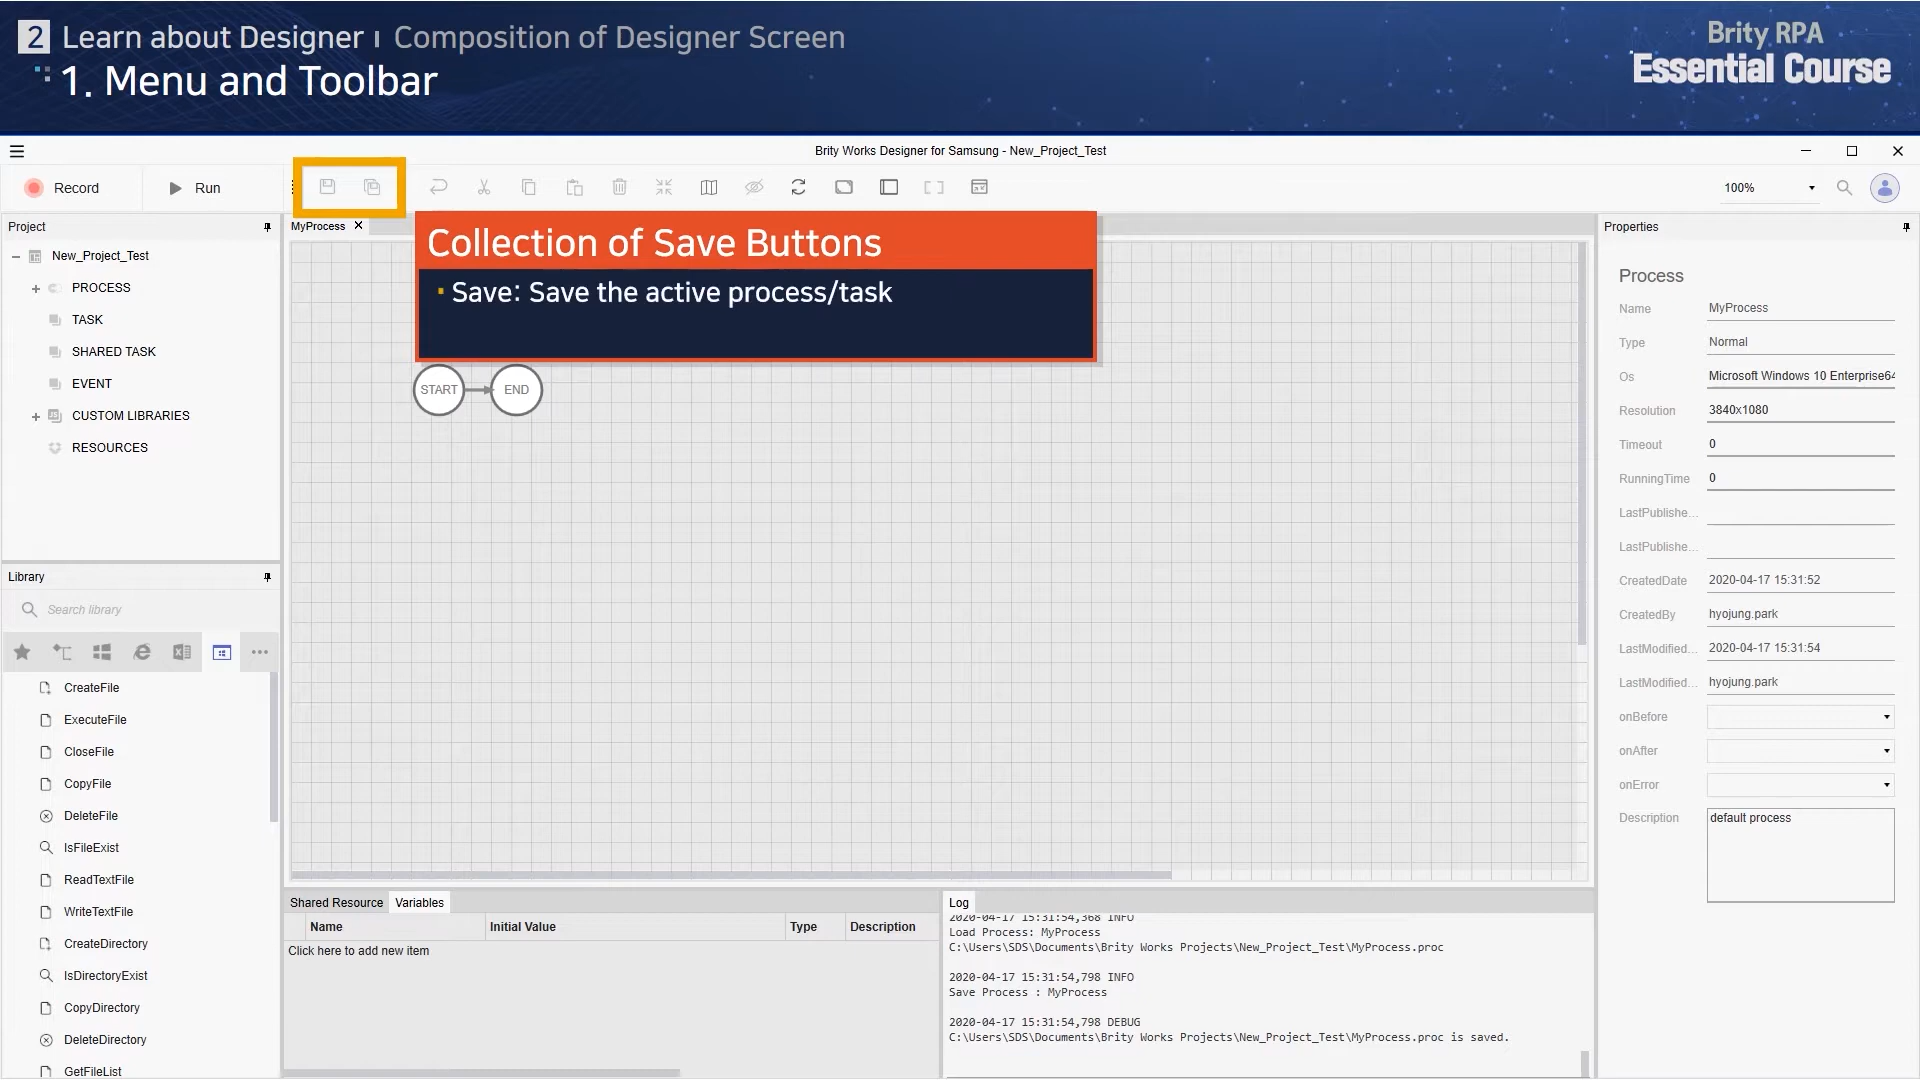 2 Learn about Designer ı Composition of Designer Screen
1. Menu and Toolbar
Brity RPA
Essential Course
Brity Works Designer for Samsung - New_Project_Test
Record
Run
100%
Project
New_Project_Test
PROCESS
TASK
SHARED TASK
EVENT
CUSTOM LIBRARIES
RESOURCES
Library
Search library
CreateFile
ExecuteFile
CloseFile
CopyFile
DeleteFile
IsFileExist
ReadTextFile
WriteTextFile
CreateDirectory
IsDirectoryExist
CopyDirectory
DeleteDirectory
GetFileList
MyProcess
Collection of Save Buttons
Save: Save the active process/task
START END
Shared Resource Variables
Name Initial Value Type Description
Click here to add new item
Log
2020-04-17 15:31:54,368 INFO
Load Process: MyProcess
C:\Users\SDS\Documents\Brity Works Projects\New_Project_Test\MyProcess.proc
2020-04-17 15:31:54,798 INFO
Save Process : MyProcess
2020-04-17 15:31:54,798 DEBUG
C:\Users\SDS\Documents\Brity Works Projects\New_Project_Test\MyProcess.proc is saved.
Properties
Process
Name MyProcess
Type Normal
Os Microsoft Windows 10 Enterprise64
Resolution 3840x1080
Timeout 0
RunningTime 0
LastPublishe...
LastPublishe...
CreatedDate 2020-04-17 15:31:52
CreatedBy hyojung.park
LastModified... 2020-04-17 15:31:54
LastModified... hyojung.park
onBefore
onAfter
onError
Description default process